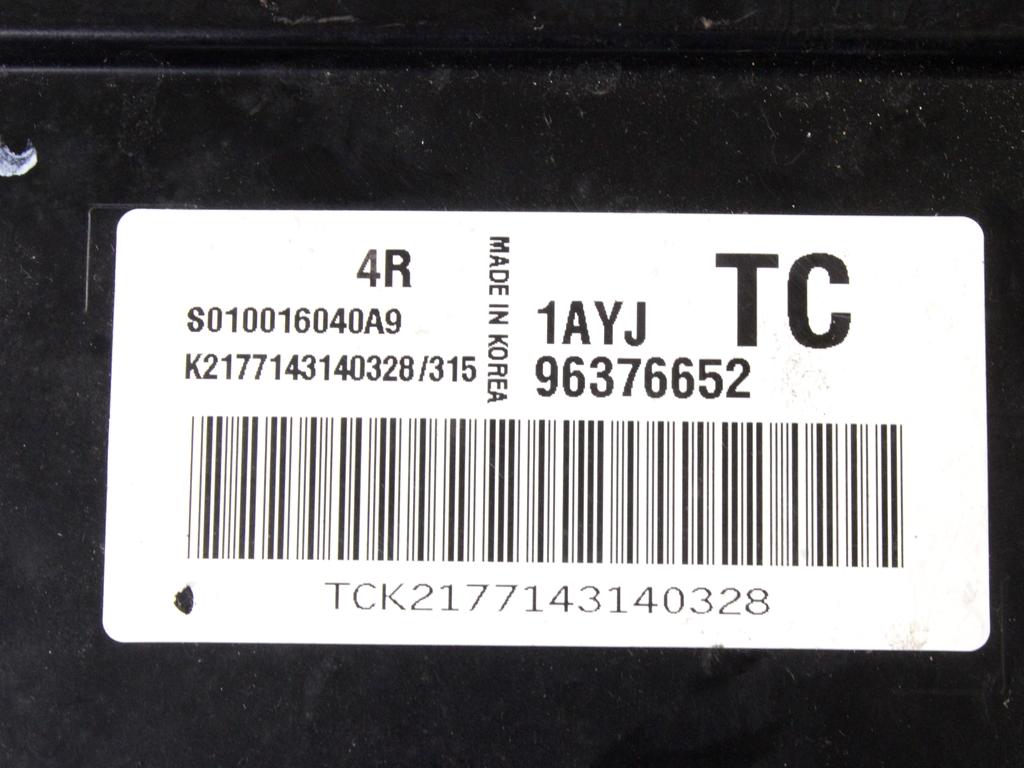 4R
S010016040A9
K2177143140328/315
MADE IN KOREA
TC
1AYJ
96376652
TCK2177143140328